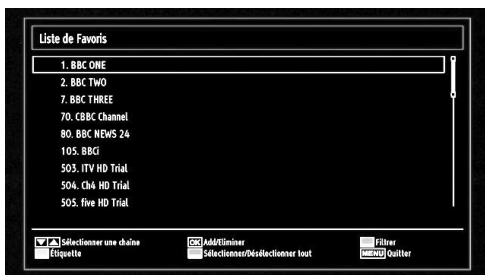 Liste de Favoris
1. BBC ONE
2. BBC TWO
7. BBC THREE
70. CBBC Channel
80. BBC NEWS 24
105. BBCi
503. ITV HD Trial
504. Ch4 HD Trial
505. five HD Trial
Sélectionner une chaîne OK Add/Eliminer Filtrer
Étiquette Sélectionner/Désélectionner tout MENU Quitter